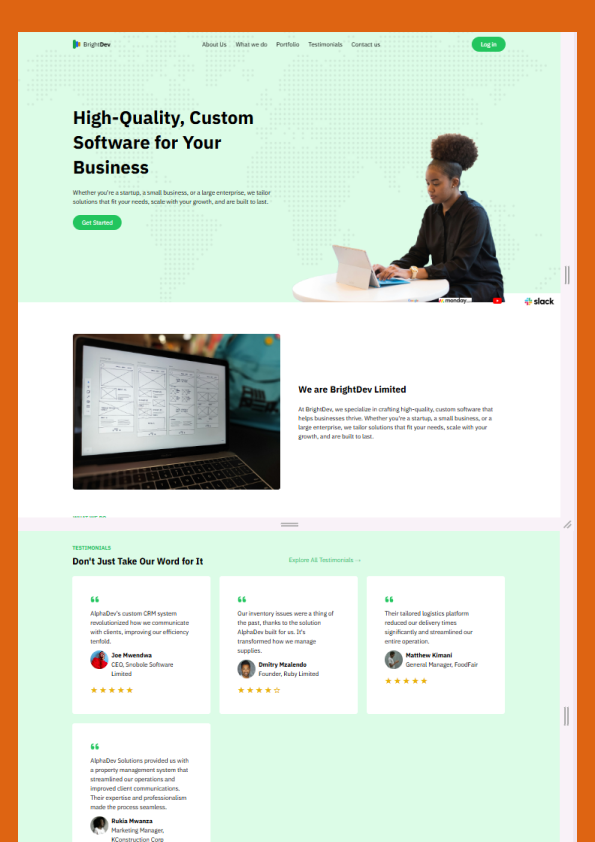 BrightDev
About Us What we do Portfolio Testimonials Contact us
Log in
High-Quality, Custom
Software for Your
Business
Whether you're a startup, a small business, or a large enterprise, we tailor
solutions that fit your needs, scale with your growth, and are built to last.
Get Started
monday
slack
We are BrightDev Limited
At BrightDev, we specialize in crafting high-quality, custom software that
helps businesses thrive. Whether you're a startup, a small business, or a
large enterprise, we tailor solutions that fit your needs, scale with your
growth, and are built to last.
TESTIMONIALS
Don't Just Take Our Word for It
Explore All Testimonials →
AlphaDev's custom CRM system
revolutionized how we communicate
with clients, improving our efficiency
tenfold.
Joe Mwendwa
CEO, Snobole Software
Limited
Our inventory issues were a thing of
the past, thanks to the solution
AlphaDev built for us. It's
transformed how we manage
supplies.
Dmitry Mzalendo
Founder, Ruby Limited
Their tailored logistics platform
reduced our delivery times
significantly and streamlined our
entire operation.
Matthew Kimani
General Manager, FoodFair
AlphaDev Solutions provided us with
a property management system that
streamlined our operations and
improved client communications.
Their expertise and professionalism
made the process seamless.
Rukia Mwanza
Marketing Manager,
KConstruction Corp